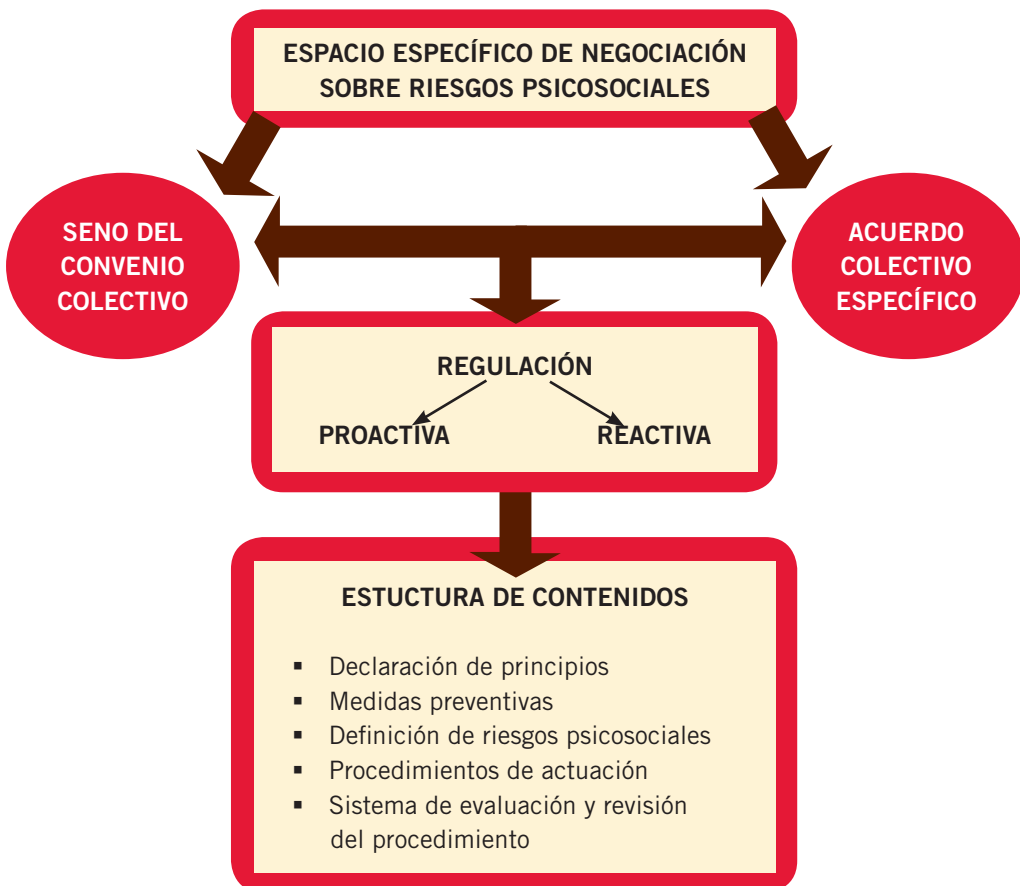 ESPACIO ESPECÍFICO DE NEGOCIACIÓN
SOBRE RIESGOS PSICOSOCIALES
SENO DEL
CONVENIO
COLECTIVO
ACUERDO
COLECTIVO
ESPECÍFICO
REGULACIÓN
PROACTIVA
REACTIVA
ESTUCTURA DE CONTENIDOS
▪ Declaración de principios
▪ Medidas preventivas
▪ Definición de riesgos psicosociales
▪ Procedimientos de actuación
▪ Sistema de evaluación y revisión
del procedimiento